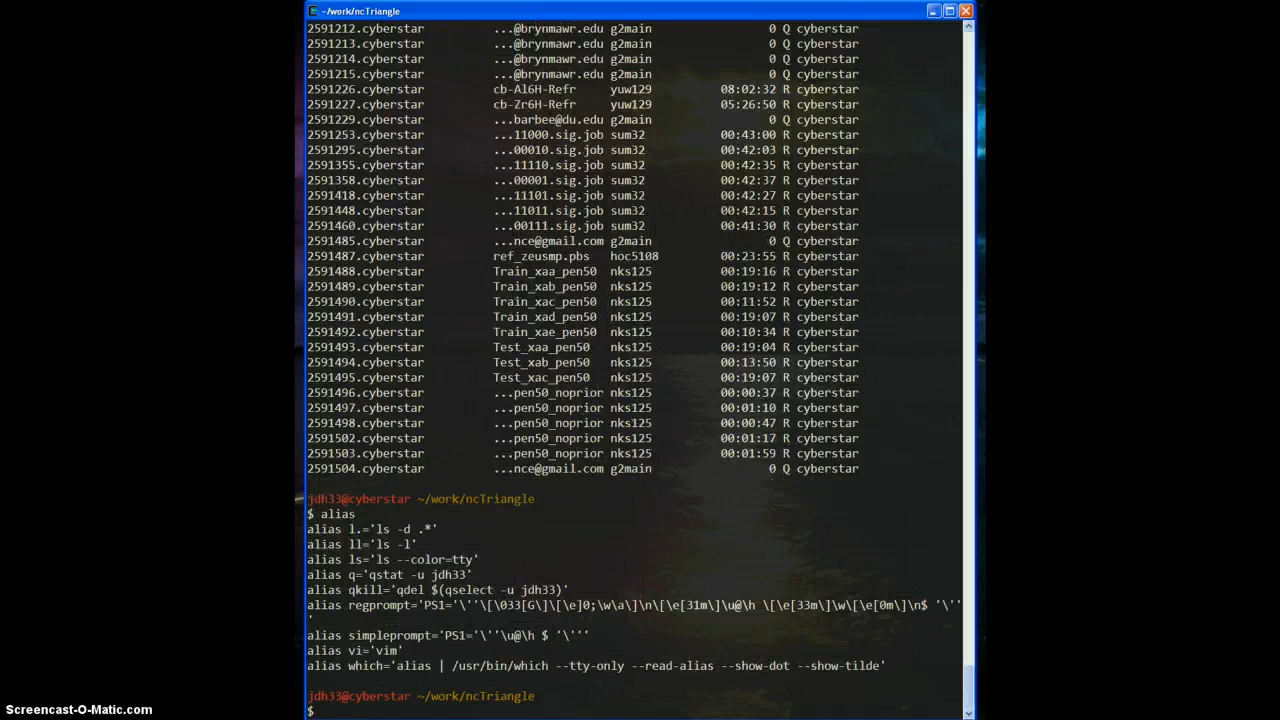 ~/work/ncTriangle
2591212.cyberstar ...@brynmawr.edu g2main 0 Q cyberstar
2591213.cyberstar ...@brynmawr.edu g2main 0 Q cyberstar
2591214.cyberstar ...@brynmawr.edu g2main 0 Q cyberstar
2591215.cyberstar ...@brynmawr.edu g2main 0 Q cyberstar
2591226.cyberstar cb-Al6H-Refr yuw129 08:02:32 R cyberstar
2591227.cyberstar cb-Zr6H-Refr yuw129 05:26:50 R cyberstar
2591229.cyberstar ...barbee@du.edu g2main 0 Q cyberstar
2591253.cyberstar ...11000.sig.job sum32 00:43:00 R cyberstar
2591295.cyberstar ...00010.sig.job sum32 00:42:03 R cyberstar
2591355.cyberstar ...11110.sig.job sum32 00:42:35 R cyberstar
2591358.cyberstar ...00001.sig.job sum32 00:42:37 R cyberstar
2591418.cyberstar ...11101.sig.job sum32 00:42:27 R cyberstar
2591448.cyberstar ...11011.sig.job sum32 00:42:15 R cyberstar
2591460.cyberstar ...00111.sig.job sum32 00:41:30 R cyberstar
2591485.cyberstar ...nce@gmail.com g2main 0 Q cyberstar
2591487.cyberstar ref_zeusmp.pbs hoc5108 00:23:55 R cyberstar
2591488.cyberstar Train_xaa_pen50 nks125 00:19:16 R cyberstar
2591489.cyberstar Train_xab_pen50 nks125 00:19:12 R cyberstar
2591490.cyberstar Train_xac_pen50 nks125 00:11:52 R cyberstar
2591491.cyberstar Train_xad_pen50 nks125 00:19:07 R cyberstar
2591492.cyberstar Train_xae_pen50 nks125 00:10:34 R cyberstar
2591493.cyberstar Test_xaa_pen50 nks125 00:19:04 R cyberstar
2591494.cyberstar Test_xab_pen50 nks125 00:13:50 R cyberstar
2591495.cyberstar Test_xac_pen50 nks125 00:19:07 R cyberstar
2591496.cyberstar ...pen50_noprior nks125 00:00:37 R cyberstar
2591497.cyberstar ...pen50_noprior nks125 00:01:10 R cyberstar
2591498.cyberstar ...pen50_noprior nks125 00:00:47 R cyberstar
2591502.cyberstar ...pen50_noprior nks125 00:01:17 R cyberstar
2591503.cyberstar ...pen50_noprior nks125 00:01:59 R cyberstar
2591504.cyberstar ...nce@gmail.com g2main 0 Q cyberstar
jdh33@cyberstar ~/work/ncTriangle
$ alias
alias l.='ls -d .*'
alias ll='ls -l'
alias ls='ls --color=tty'
alias q='qstat -u jdh33'
alias qkill='qdel $(qselect -u jdh33)'
alias regprompt='PS1='\''\[\033[G\]\[\e]0;\w\a\]\n\[\e[31m\]\u@\h \[\e[33m\]\w\[\e[0m\]\n$ '\''
'
alias simpleprompt='PS1='\''\u@\h $ '\'''
alias vi='vim'
alias which='alias | /usr/bin/which --tty-only --read-alias --show-dot --show-tilde'
jdh33@cyberstar ~/work/ncTriangle
$
Screencast-O-Matic.com